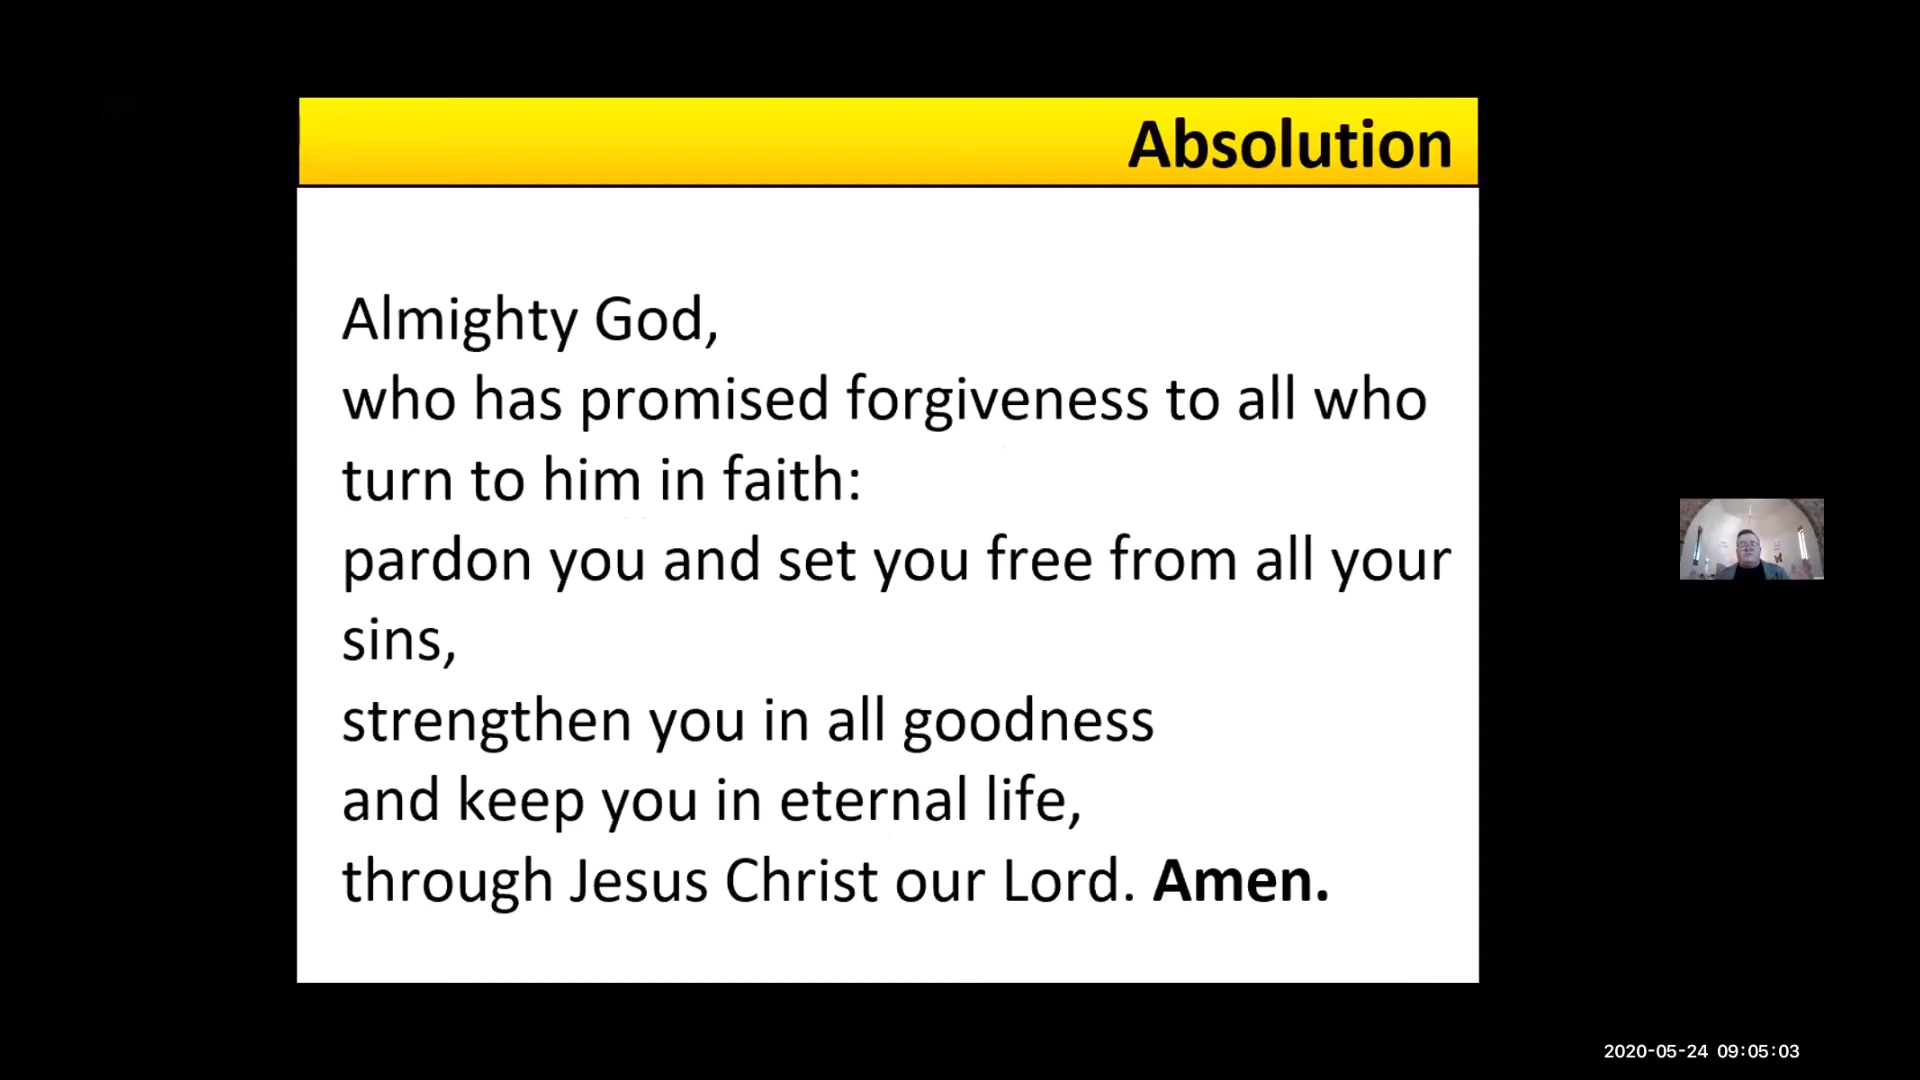 Absolution
Almighty God,
who has promised forgiveness to all who
turn to him in faith:
pardon you and set you free from all your
sins,
strengthen you in all goodness
and keep you in eternal life,
through Jesus Christ our Lord. Amen.
2020-05-24 09:05:03